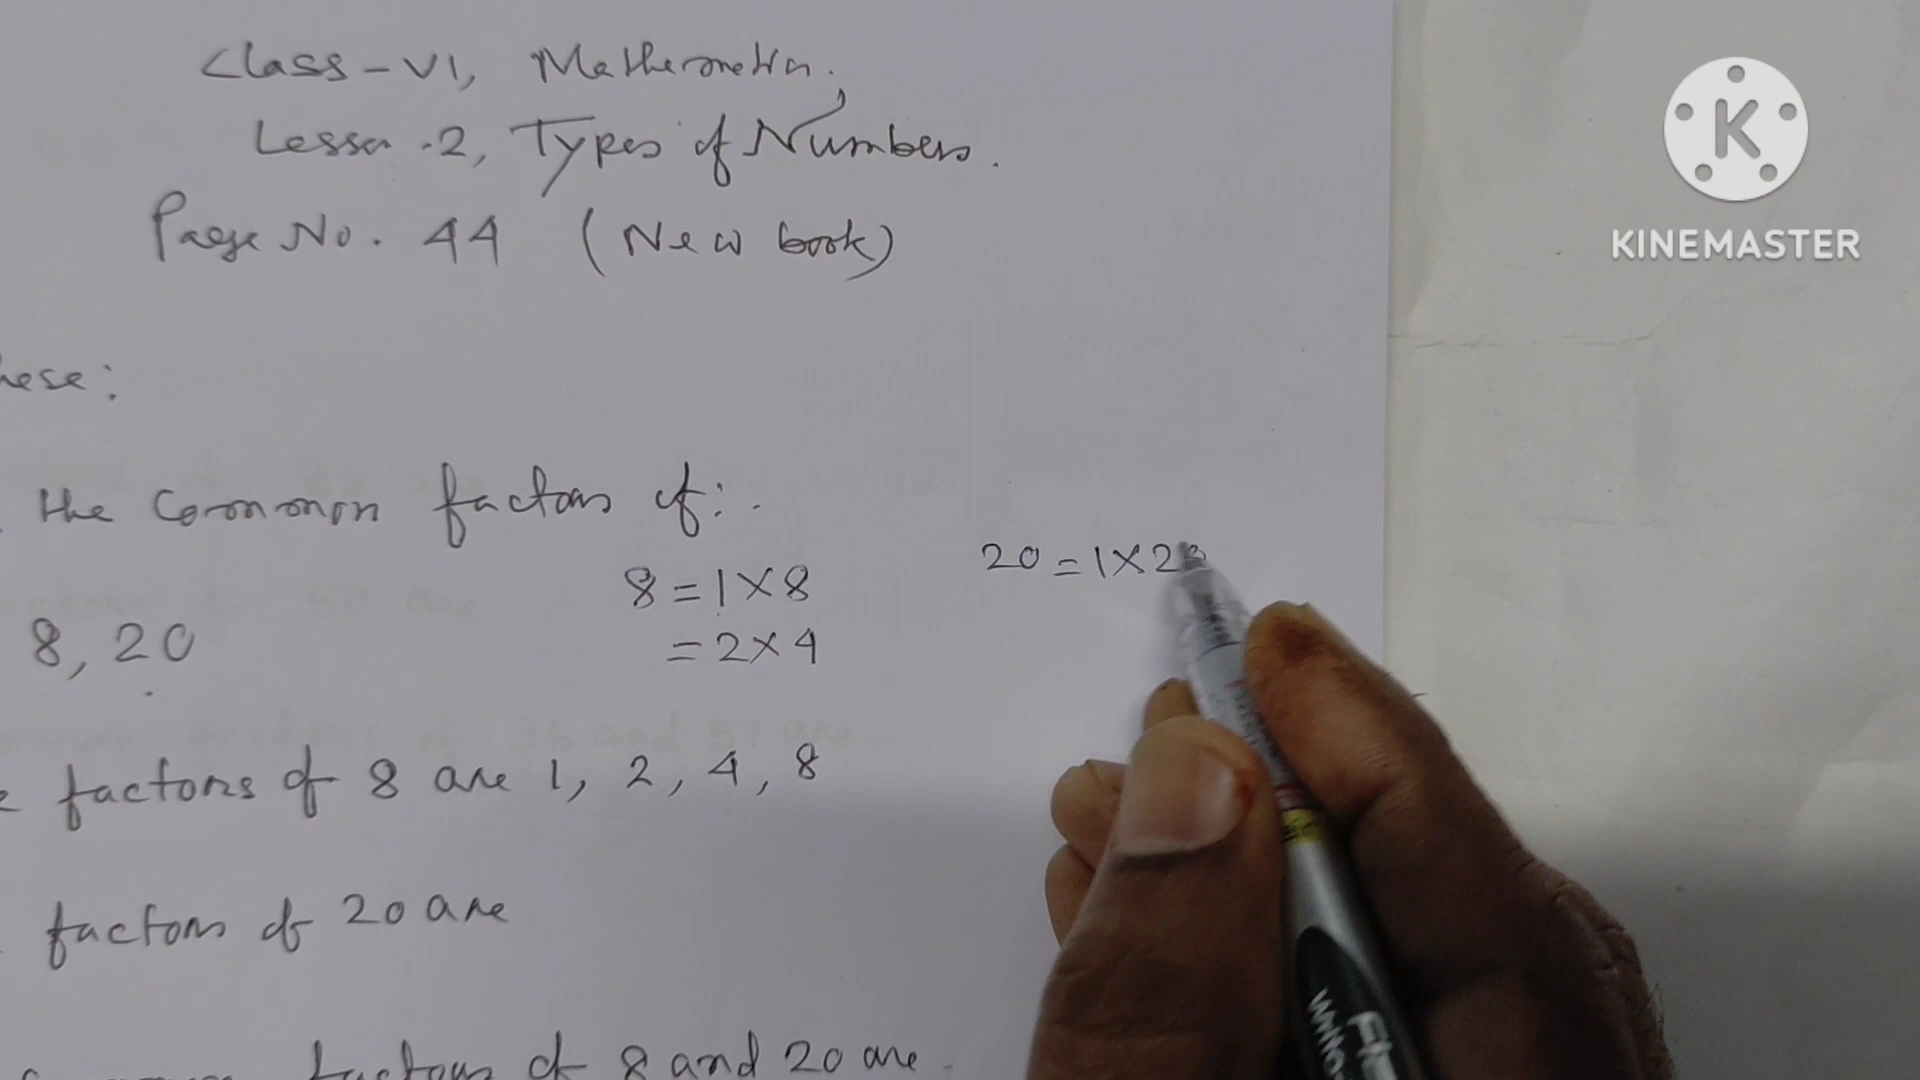 Class-VI, Mathematics,
Lesson-2, Types of Numbers.
Page No. 44 (New book)
K
KINEMASTER
hese:
the Common factors of:-
20 = 1×20
8 = 1×8
8, 20
= 2×4
factors of 8 are 1, 2, 4, 8
factors of 20 are
factors of 8 and 20 are